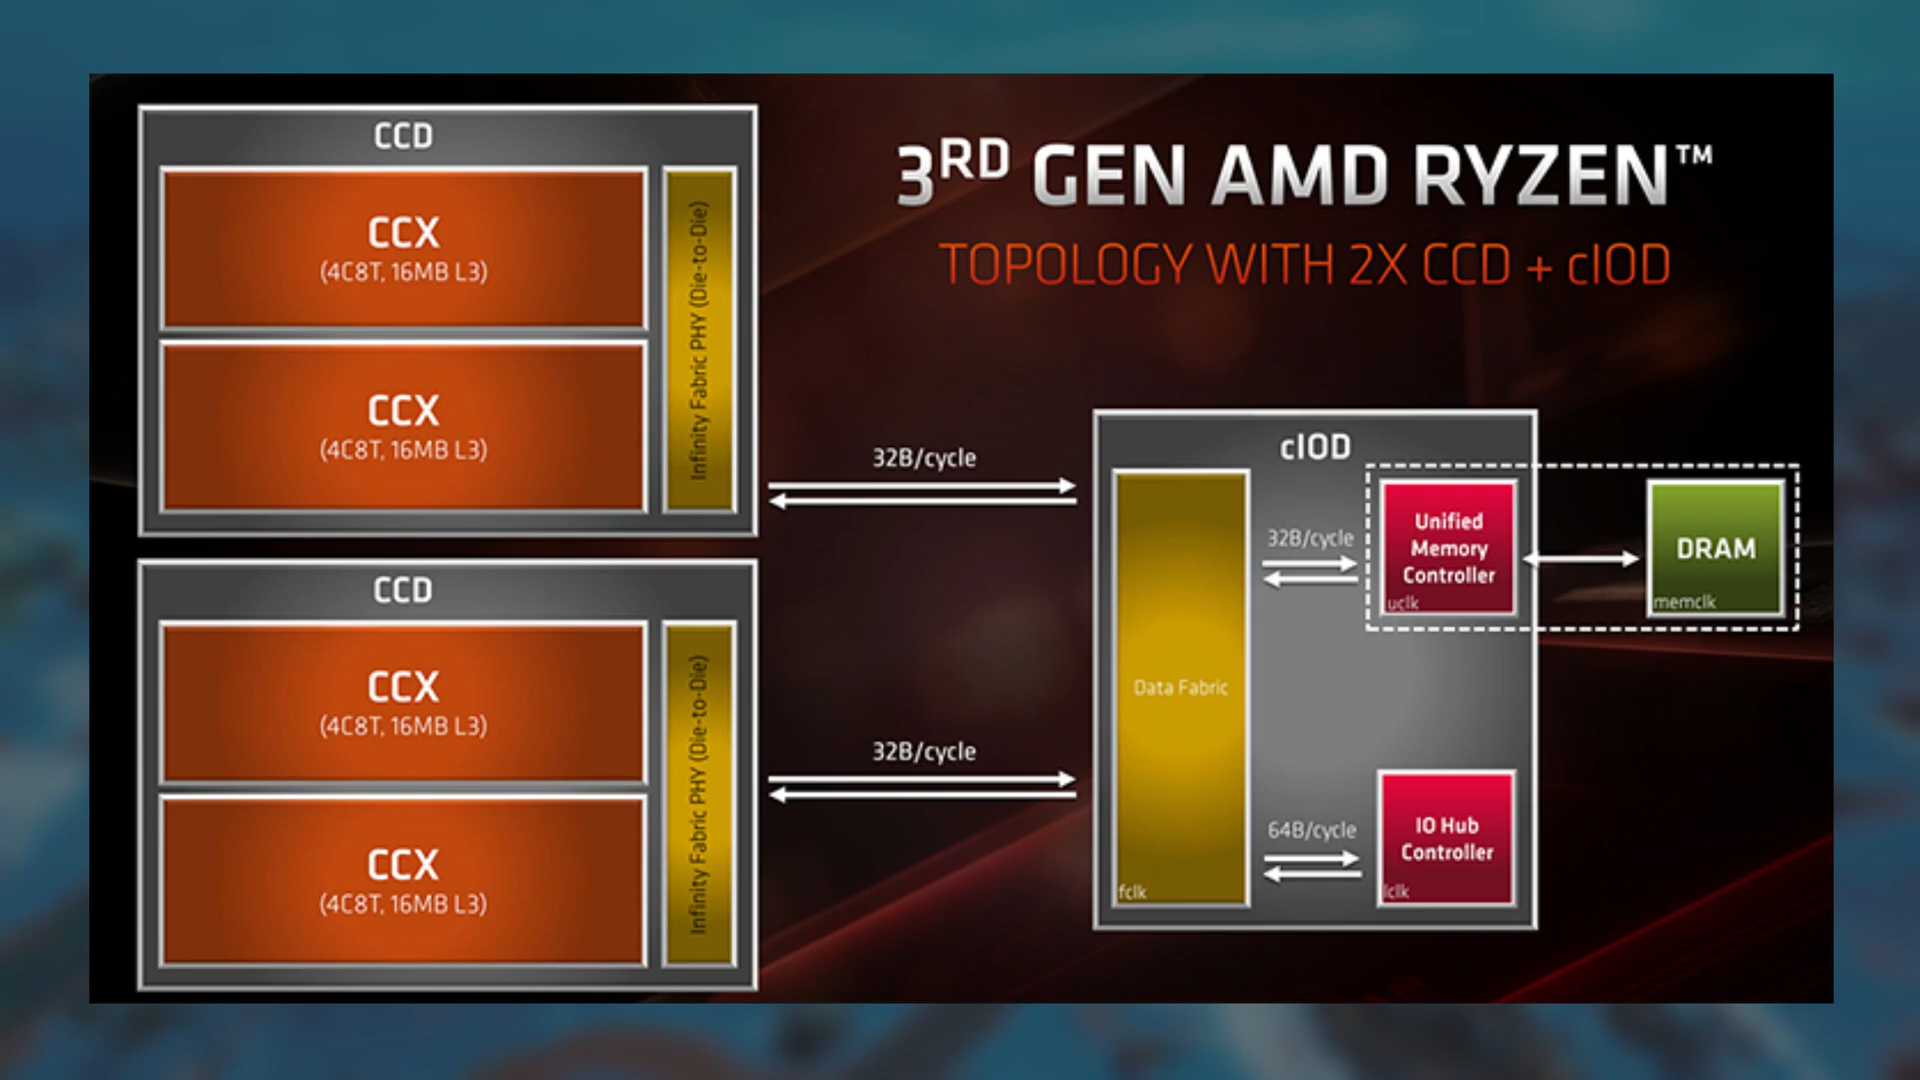 3RD GEN AMD RYZEN™
TOPOLOGY WITH 2X CCD + cIOD
CCD
CCX
(4C8T, 16MB L3)
CCX
(4C8T, 16MB L3)
Infinity Fabric PHY (Die-to-Die)
32B/cycle
CCD
CCX
(4C8T, 16MB L3)
CCX
(4C8T, 16MB L3)
Infinity Fabric PHY (Die-to-Die)
32B/cycle
cIOD
Data Fabric
fclk
32B/cycle
Unified
Memory
Controller
uclk
DRAM
memclk
64B/cycle
IO Hub
Controller
lclk